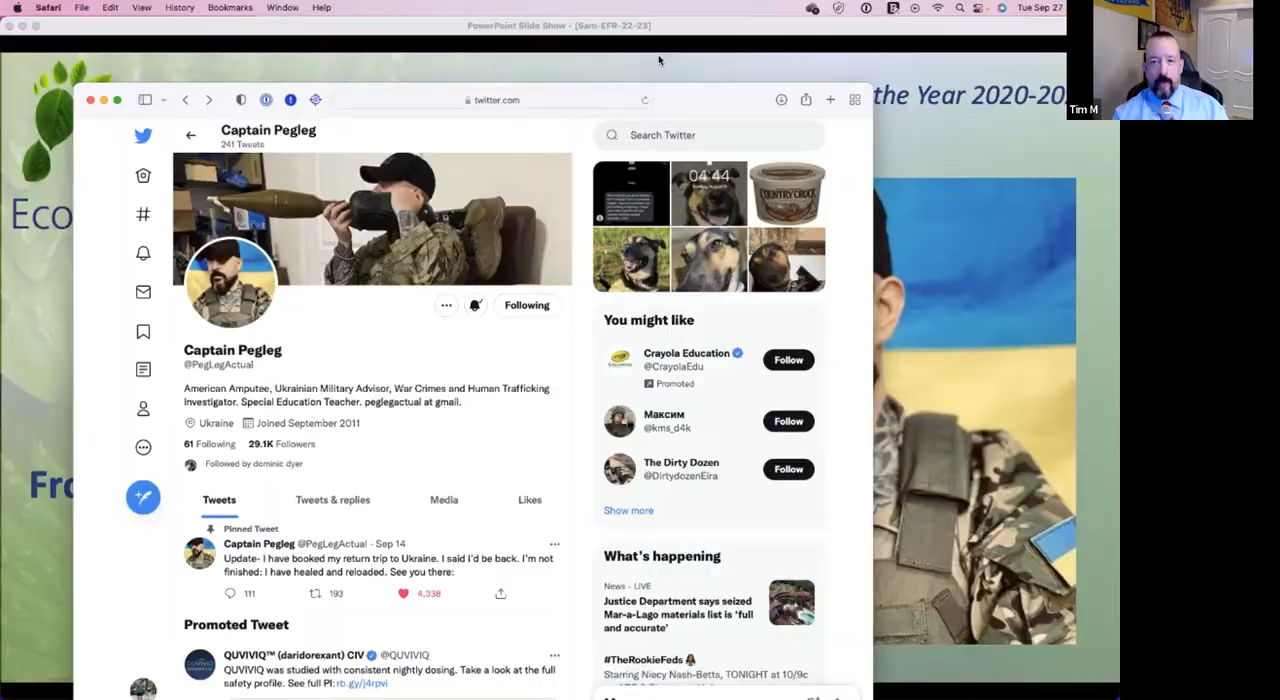 Safari File Edit View History Bookmarks Window Help
Tue Sep 27
PowerPoint Slide Show - [Sam-EFR-22-23]
Tim M
the Year 2020-20
Eco
Fro
twitter.com
Captain Pegleg
241 Tweets
Search Twitter
04:44
COUNTRY CROCK
Following
Captain Pegleg
@PegLegActual
American Amputee, Ukrainian Military Advisor, War Crimes and Human Trafficking
Investigator. Special Education Teacher. peglegactual at gmail.
Ukraine Joined September 2011
61 Following 29.1K Followers
Followed by dominic dyer
Tweets Tweets & replies Media Likes
Pinned Tweet
Captain Pegleg @PegLegActual · Sep 14
Update- I have booked my return trip to Ukraine. I said I'd be back. I'm not
finished: I have healed and reloaded. See you there:
111 193 4,338
Promoted Tweet
QUVIVIQ™ (daridorexant) CIV @QUVIVIQ
QUVIVIQ was studied with consistent nightly dosing. Take a look at the full
safety profile. See full PI: rb.gy/j4rpvi
You might like
Crayola Education
@CrayolaEdu
Promoted
Follow
Максим
@kms_d4k
Follow
The Dirty Dozen
@DirtydozenEira
Follow
Show more
What's happening
News - LIVE
Justice Department says seized
Mar-a-Lago materials list is 'full
and accurate'
#TheRookieFeds
Starring Niecy Nash-Betts, TONIGHT at 10/9c